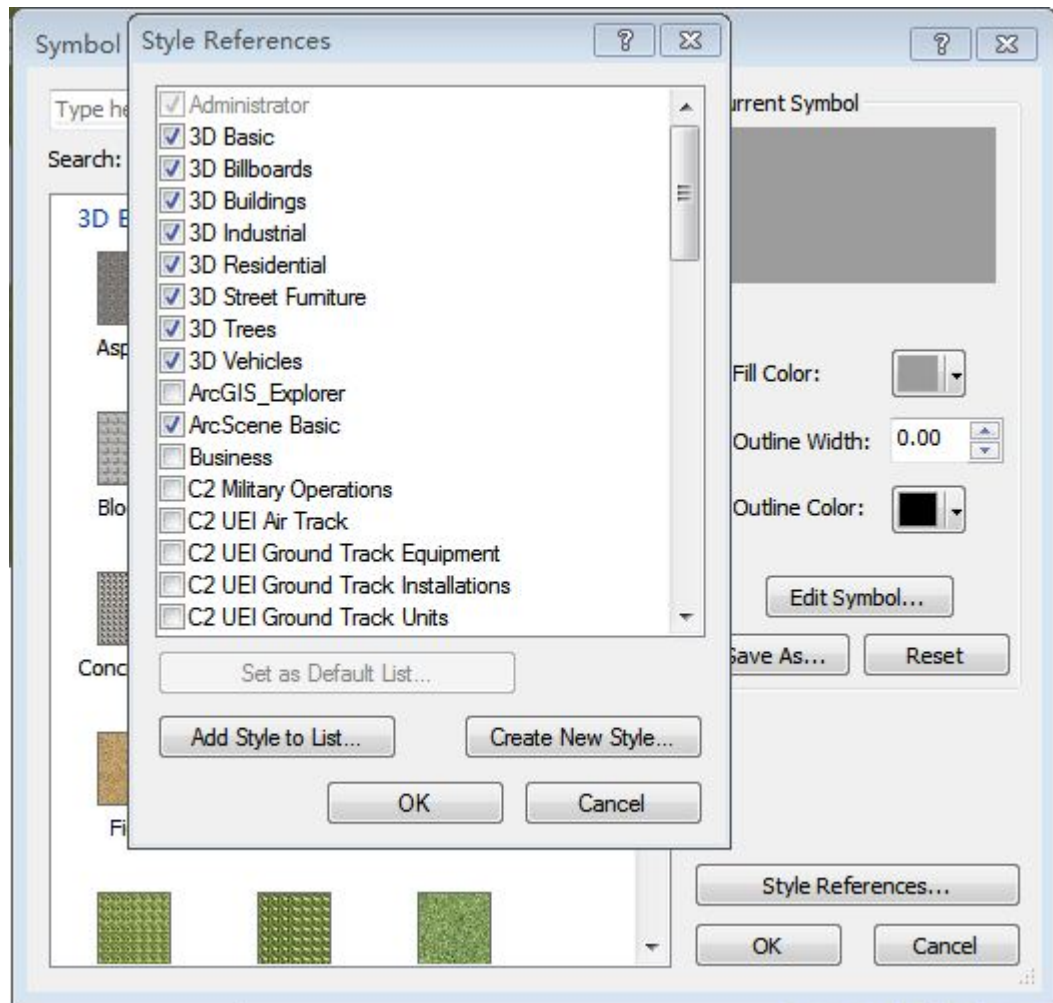 Symbol
Style References
Type he
Search:
Administrator
3D Basic
3D Billboards
3D Buildings
3D Industrial
3D Residential
3D Street Furniture
3D Trees
3D Vehicles
ArcGIS_Explorer
ArcScene Basic
Business
C2 Military Operations
C2 UEI Air Track
C2 UEI Ground Track Equipment
C2 UEI Ground Track Installations
C2 UEI Ground Track Units
Set as Default List...
Add Style to List...
Create New Style...
OK
Cancel
3D B
Asp
Blo
Conc
Fi
urrent Symbol
Fill Color:
Outline Width:
0.00
Outline Color:
Edit Symbol...
Save As...
Reset
Style References...
OK
Cancel